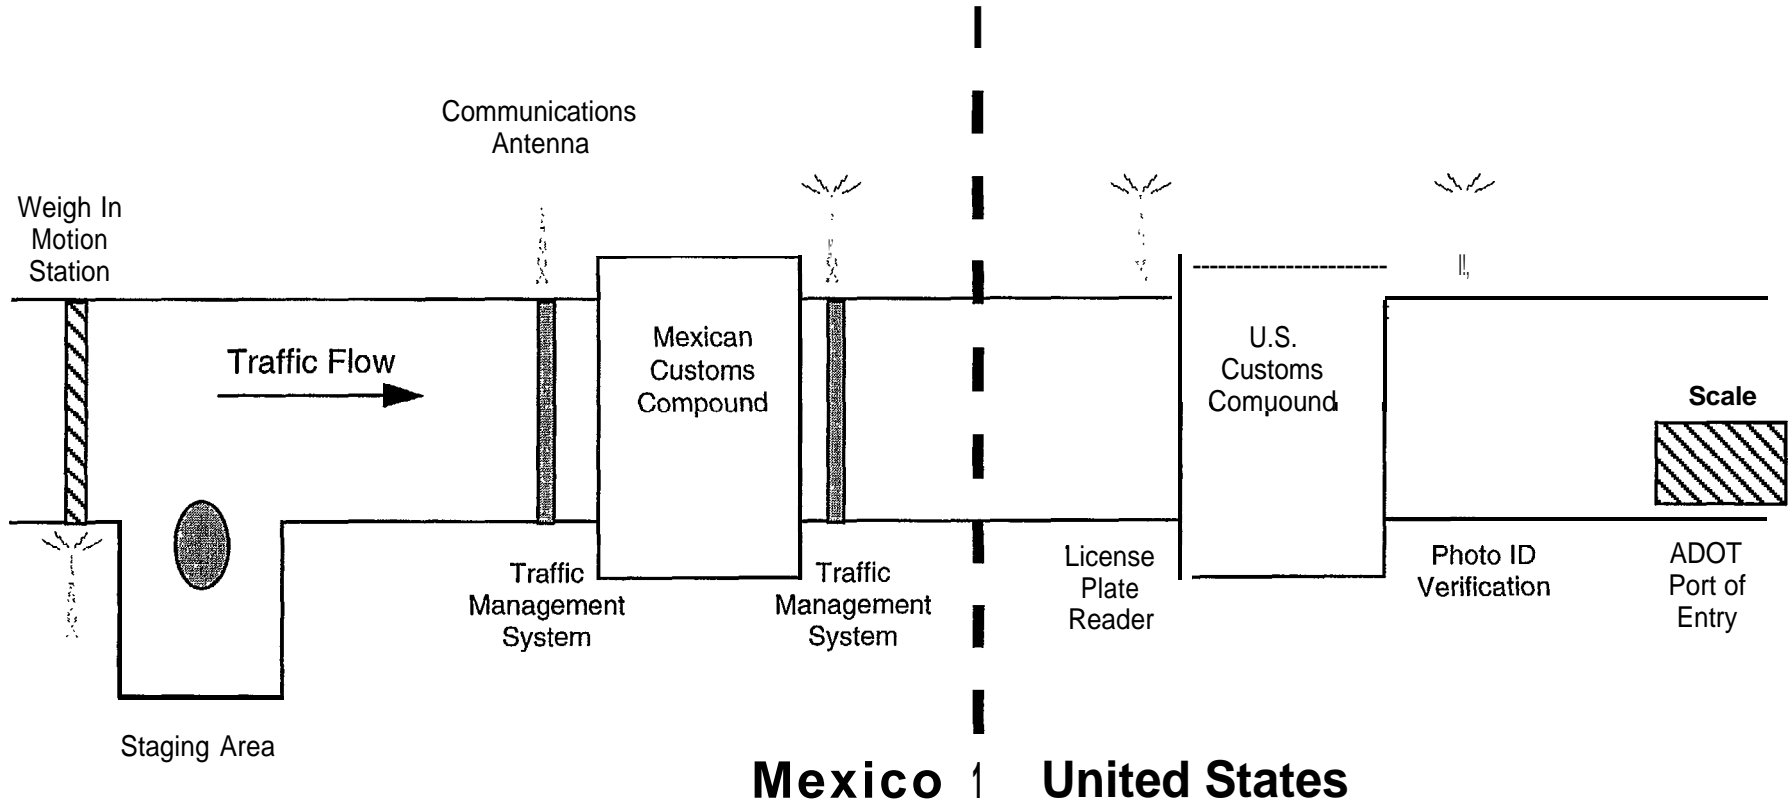 Communications
Antenna
Weigh In
Motion
Station
Traffic Flow
Mexican
Customs
Compound
U.S.
Customs
Compound
Scale
Traffic
Management
System
Traffic
Management
System
License
Plate
Reader
Photo ID
Verification
ADOT
Port of
Entry
Staging Area
Mexico
United States